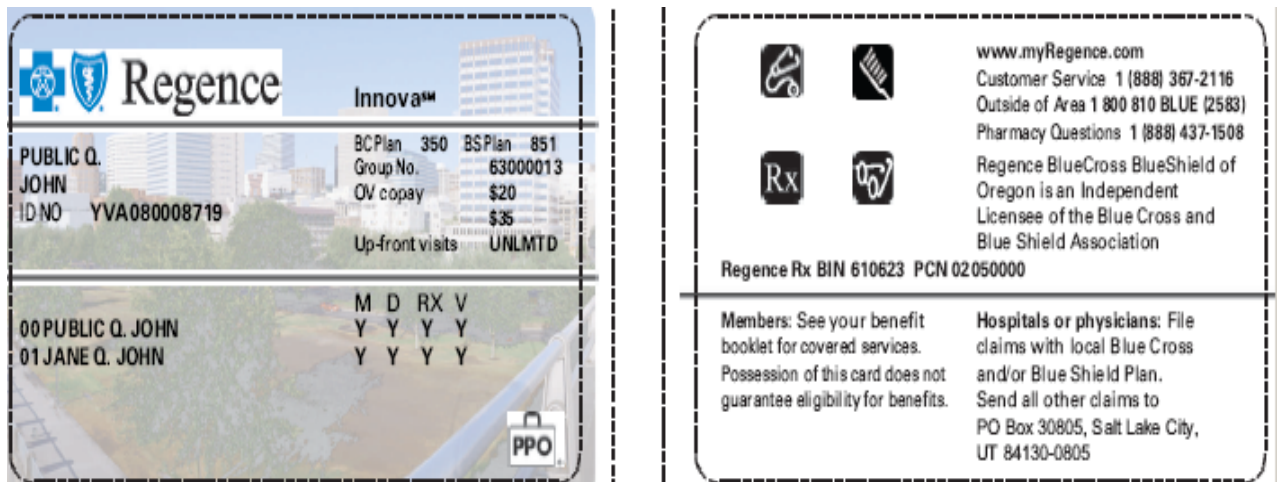 Regence
Innova℠
PUBLIC Q.
JOHN
ID NO YVA080008719
BC Plan 350 BS Plan 851
Group No. 63000013
OV copay $20
$35
Up-front visits UNLMTD
M D RX V
00 PUBLIC Q. JOHN Y Y Y Y
01 JANE Q. JOHN Y Y Y Y
PPO
www.myRegence.com
Customer Service 1 (888) 367-2116
Outside of Area 1 800 810 BLUE (2583)
Pharmacy Questions 1 (888) 437-1508
Rx
Regence BlueCross BlueShield of
Oregon is an Independent
Licensee of the Blue Cross and
Blue Shield Association
Regence Rx BIN 610623 PCN 02050000
Members: See your benefit
booklet for covered services.
Possession of this card does not
guarantee eligibility for benefits.
Hospitals or physicians: File
claims with local Blue Cross
and/or Blue Shield Plan.
Send all other claims to
PO Box 30805, Salt Lake City,
UT 84130-0805